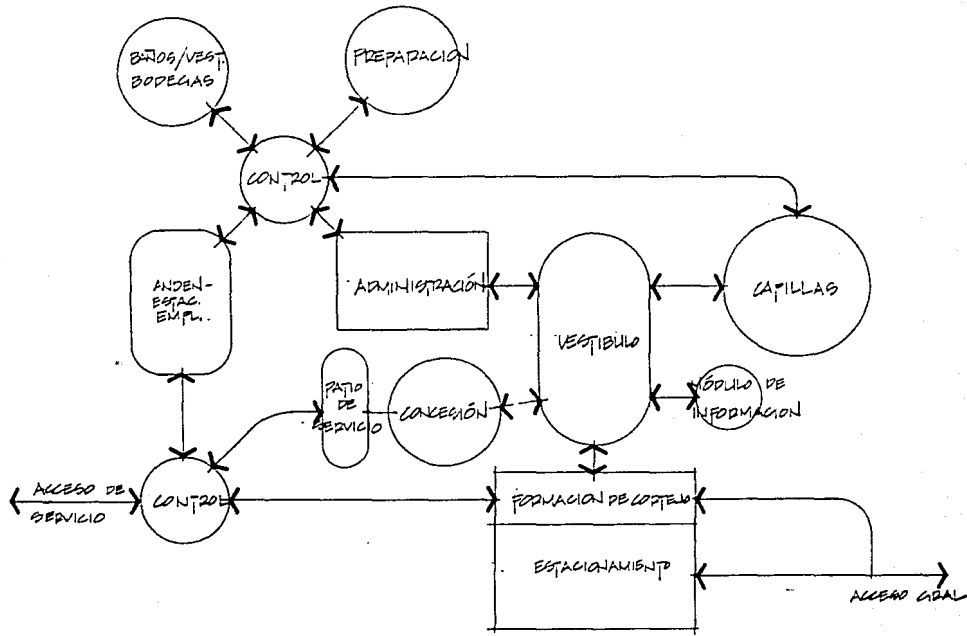 BAÑOS/VEST.
BODEGAS
PREPARACION
CONTROL
ADMINISTRACIÓN
ANDEN-
ESTAC.
EMPL..
CAPILLAS
VESTIBULO
PATIO
DE
SERVICIO
CONCESIÓN
MÓDULO DE
INFORMACION
ACCESO DE
SERVICIO
CONTROL
FORMACION DE CORTEJO
ESTACIONAMIENTO
ACCESO GRAL